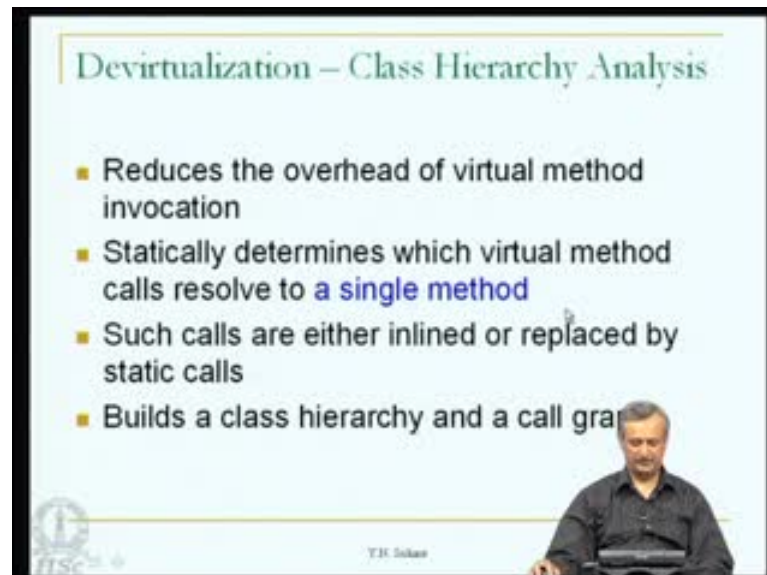 Devirtualization – Class Hierarchy Analysis
Reduces the overhead of virtual method
invocation
Statically determines which virtual method
calls resolve to a single method
Such calls are either inlined or replaced by
static calls
Builds a class hierarchy and a call
IISc